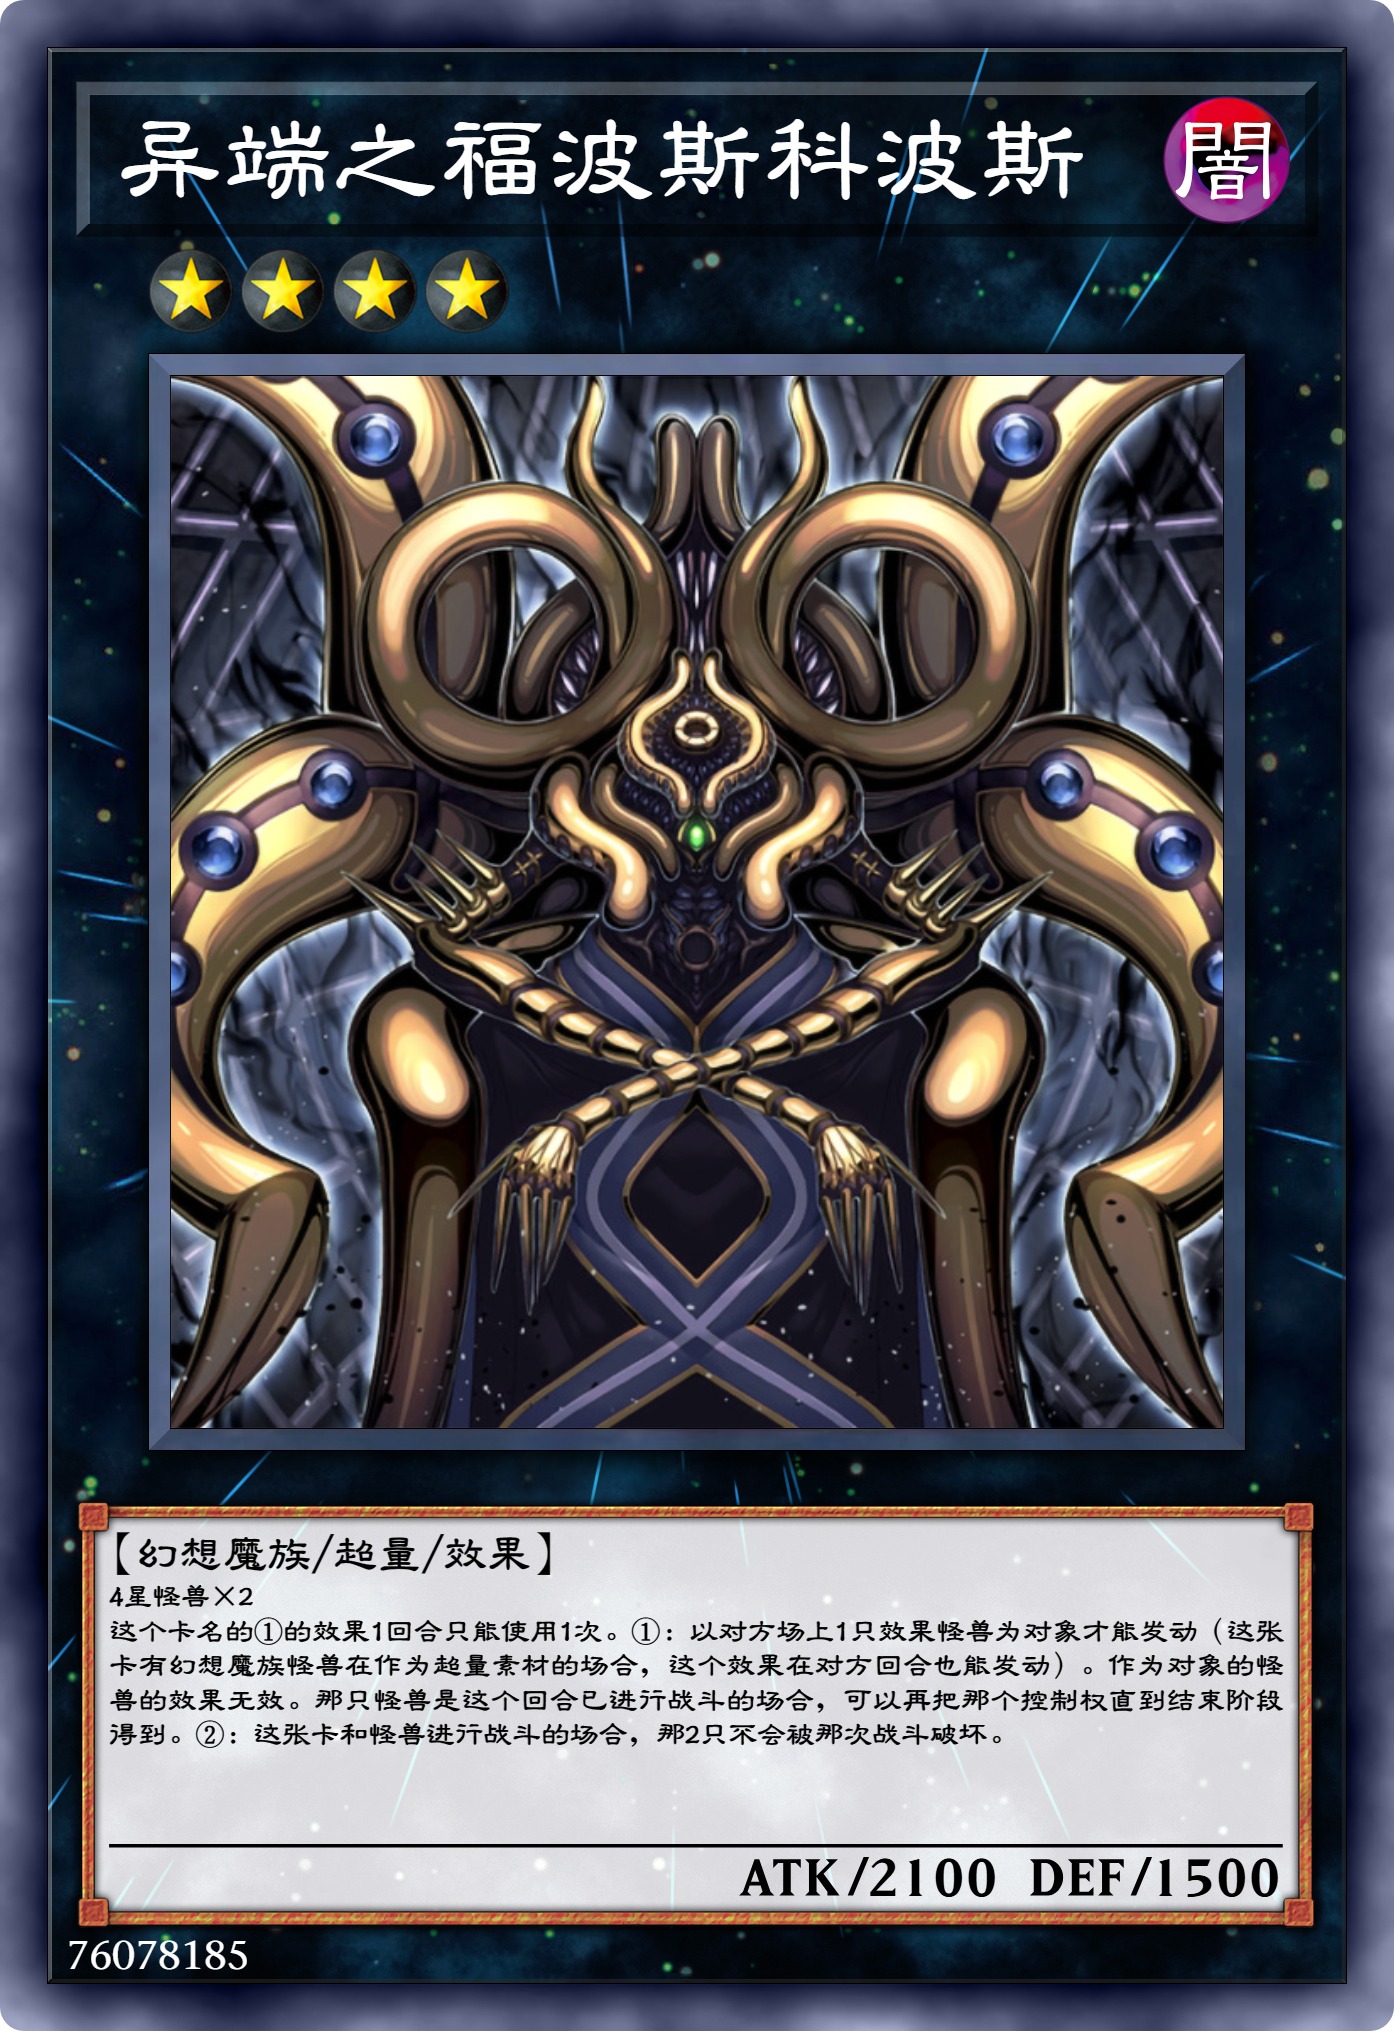 异端之福波斯科波斯
闇
【幻想魔族/超量/效果】
4星怪兽×2
这个卡名的①的效果1回合只能使用1次。①：以对方场上1只效果怪兽为对象才能发动（这张
卡有幻想魔族怪兽在作为超量素材的场合，这个效果在对方回合也能发动）。作为对象的怪
兽的效果无效。那只怪兽是这个回合已进行战斗的场合，可以再把那个控制权直到结束阶段
得到。②：这张卡和怪兽进行战斗的场合，那2只不会被那次战斗破坏。
ATK/2100 DEF/1500
76078185